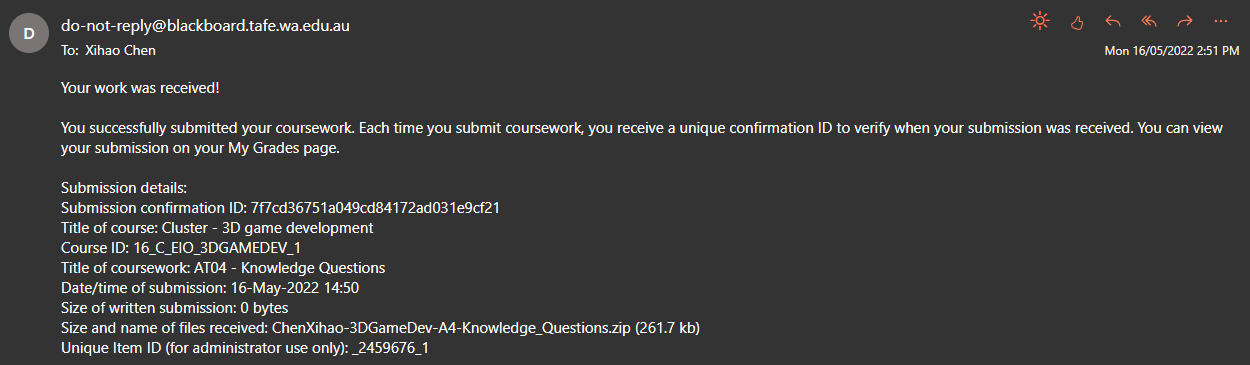 D
do-not-reply@blackboard.tafe.wa.edu.au
To: Xihao Chen
Mon 16/05/2022 2:51 PM
Your work was received!
You successfully submitted your coursework. Each time you submit coursework, you receive a unique confirmation ID to verify when your submission was received. You can view
your submission on your My Grades page.
Submission details:
Submission confirmation ID: 7f7cd36751a049cd84172ad031e9cf21
Title of course: Cluster - 3D game development
Course ID: 16_C_EIO_3DGAMEDEV_1
Title of coursework: AT04 - Knowledge Questions
Date/time of submission: 16-May-2022 14:50
Size of written submission: 0 bytes
Size and name of files received: ChenXihao-3DGameDev-A4-Knowledge_Questions.zip (261.7 kb)
Unique Item ID (for administrator use only): _2459676_1